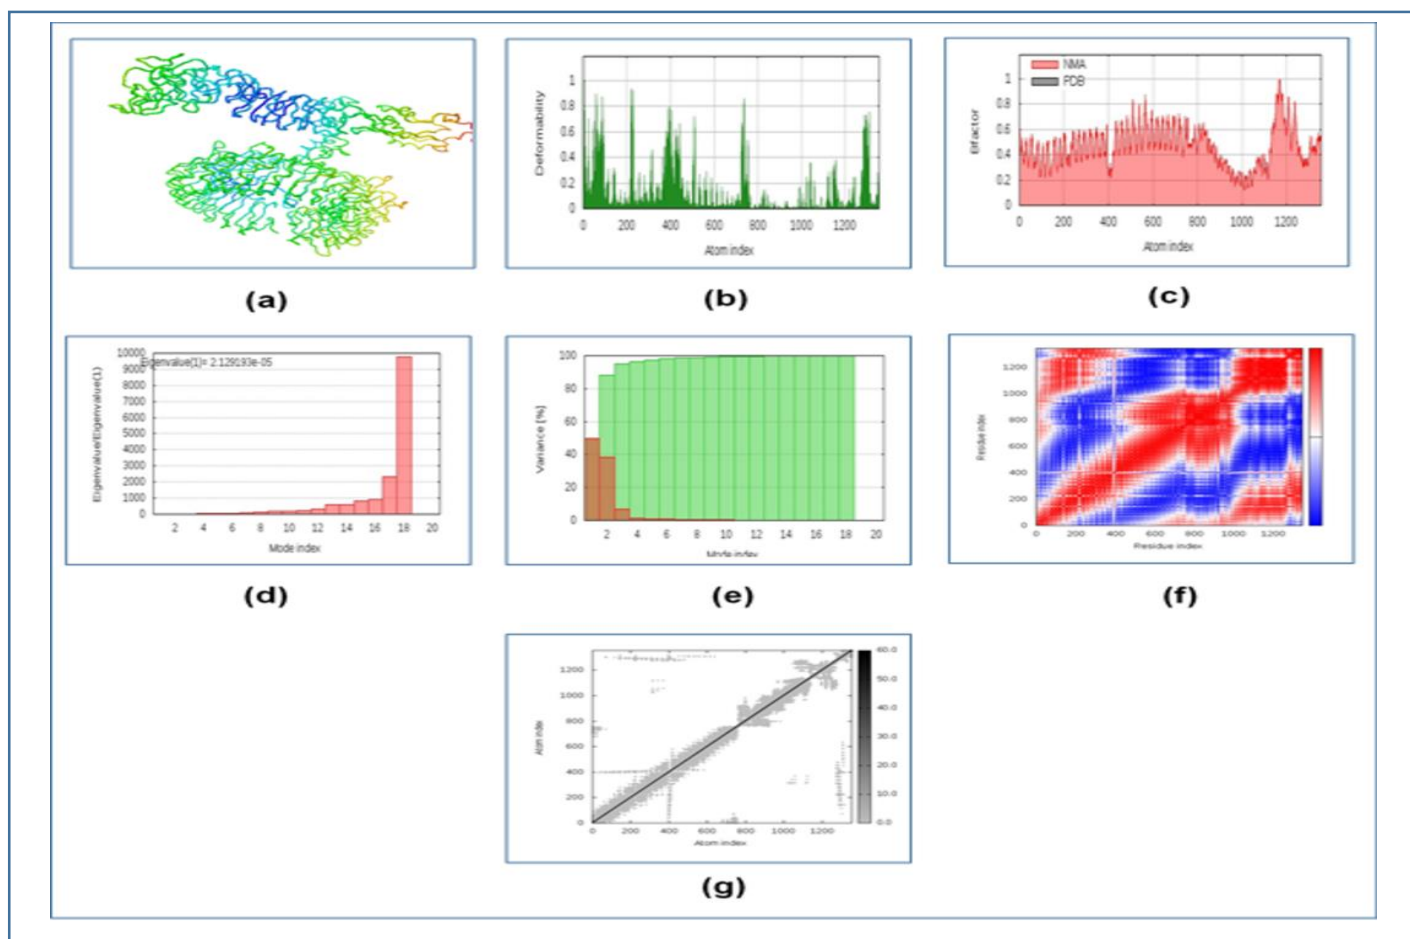 Deformability
1
0.8
0.6
0.4
0.2
0
0 200 400 600 800 1000 1200
Atom index
Bfactor
NMA
PDB
1
0.8
0.6
0.4
0.2
0
0 200 400 600 800 1000 1200
Atom index
(a)
(b)
(c)
Eigenvalue/Eigenvalue(1)
Eigenvalue(1)= 2.129193e-05
10000
9000
8000
7000
6000
5000
4000
3000
2000
1000
0
2 4 6 8 10 12 14 16 18 20
Mode index
Variance [%]
100
80
60
40
20
0
2 4 6 8 10 12 14 16 18 20
Mode index
Residue index
1200
1000
800
600
400
200
0
0 200 400 600 800 1000 1200
Residue index
(d)
(e)
(f)
Atom index
1200
1000
800
600
400
200
0
0 200 400 600 800 1000 1200
Atom index
60.0
50.0
40.0
30.0
20.0
10.0
0.0
(g)